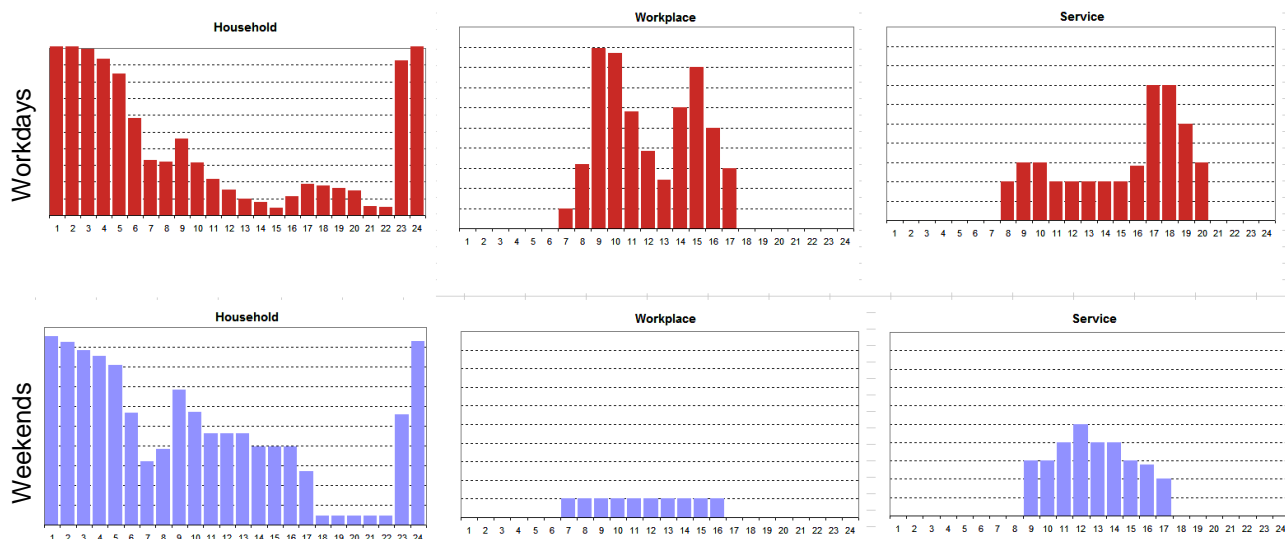 Household
Workplace
Service
Workdays
1 2 3 4 5 6 7 8 9 10 11 12 13 14 15 16 17 18 19 20 21 22 23 24
1 2 3 4 5 6 7 8 9 10 11 12 13 14 15 16 17 18 19 20 21 22 23 24
1 2 3 4 5 6 7 8 9 10 11 12 13 14 15 16 17 18 19 20 21 22 23 24
Household
Workplace
Service
Weekends
1 2 3 4 5 6 7 8 9 10 11 12 13 14 15 16 17 18 19 20 21 22 23 24
1 2 3 4 5 6 7 8 9 10 11 12 13 14 15 16 17 18 19 20 21 22 23 24
1 2 3 4 5 6 7 8 9 10 11 12 13 14 15 16 17 18 19 20 21 22 23 24